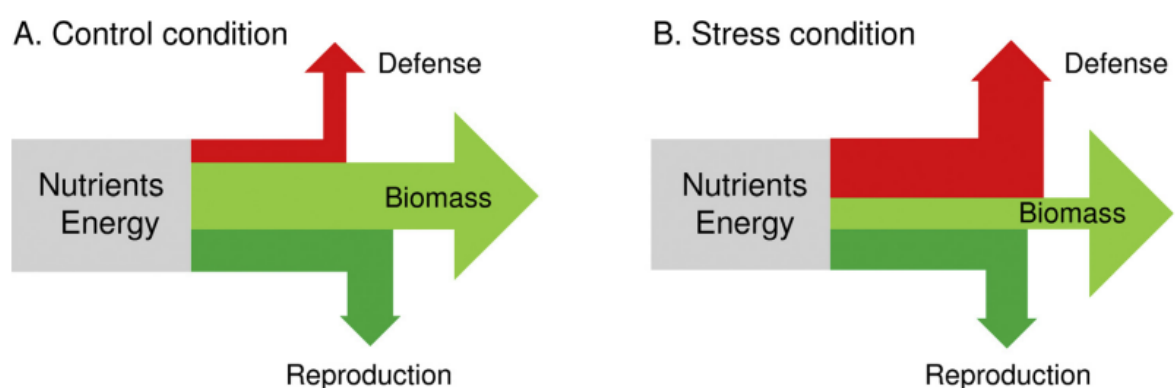 A. Control condition
Defense
Nutrients
Energy
Biomass
Reproduction
B. Stress condition
Defense
Nutrients
Energy
Biomass
Reproduction